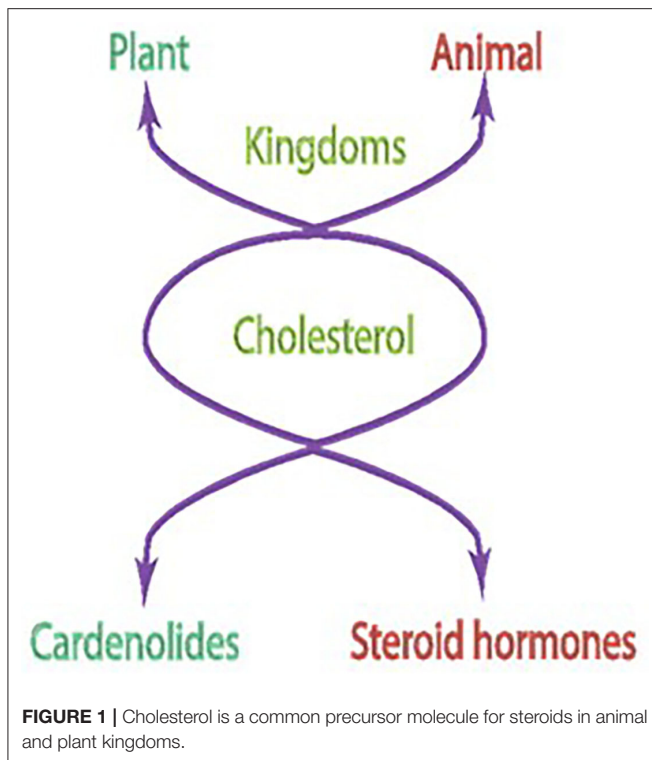 Plant Animal
Kingdoms
Cholesterol
Cardenolides Steroid hormones
FIGURE 1 | Cholesterol is a common precursor molecule for steroids in animal
and plant kingdoms.